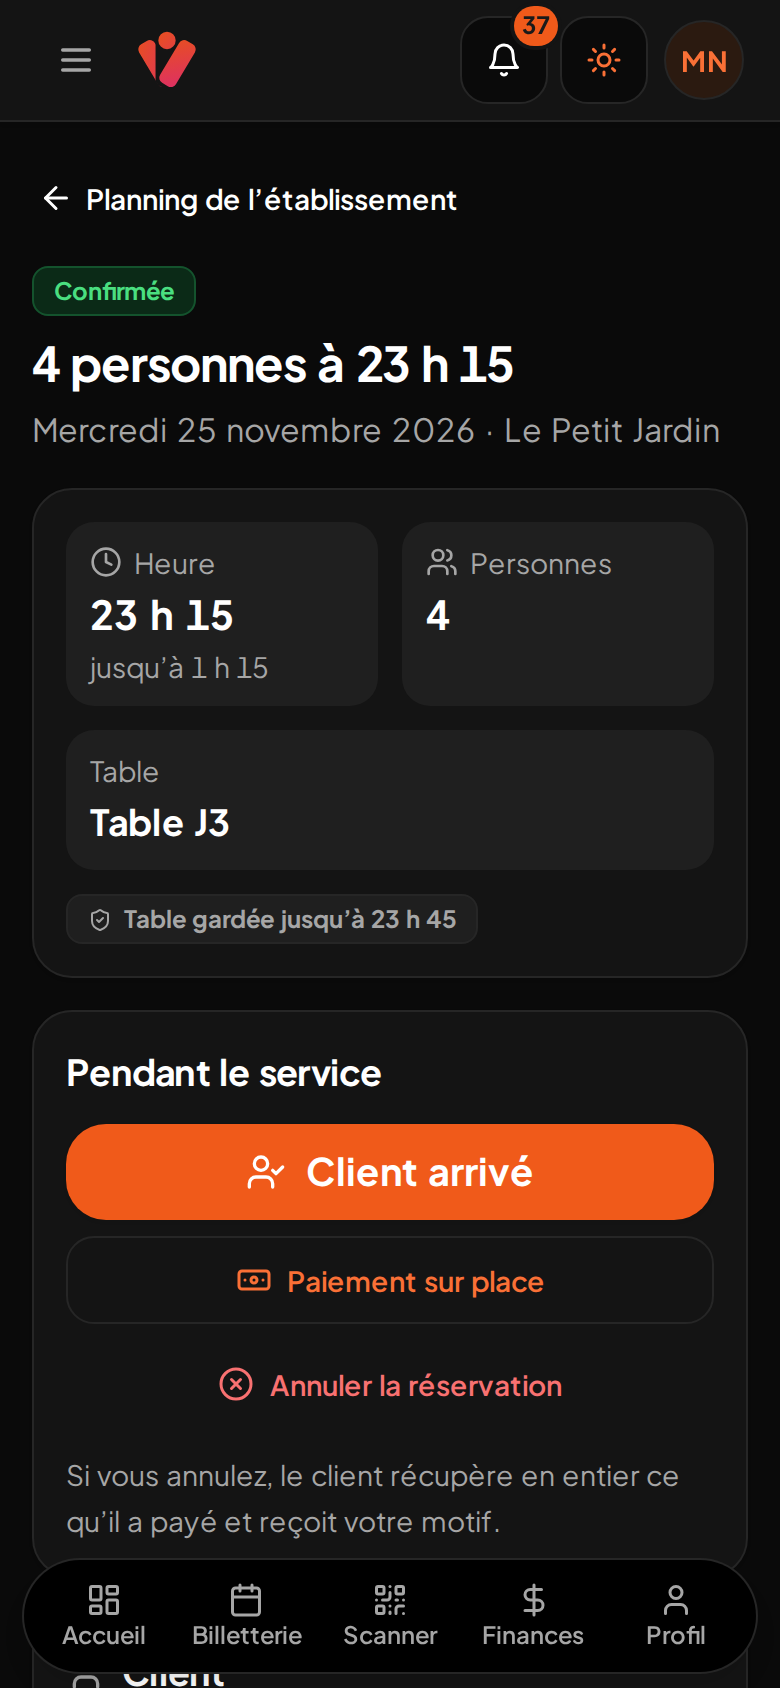 37
MN
Planning de l’établissement
Confirmée
4 personnes à 23 h 15
Mercredi 25 novembre 2026 · Le Petit Jardin
Heure
23 h 15
jusqu’à 1 h 15
Personnes
4
Table
Table J3
Table gardée jusqu’à 23 h 45
Pendant le service
Client arrivé
Paiement sur place
Annuler la réservation
Si vous annulez, le client récupère en entier ce
qu’il a payé et reçoit votre motif.
Accueil
Billetterie
Scanner
Finances
Profil
Client